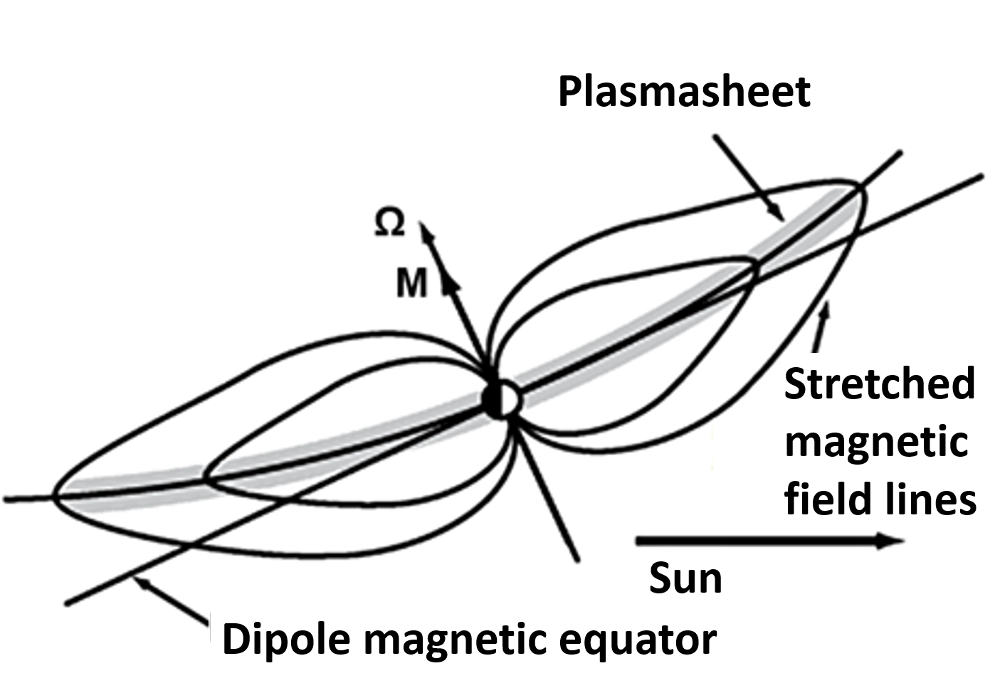 Plasmasheet
Ω
M
Stretched
magnetic
field lines
Sun
Dipole magnetic equator